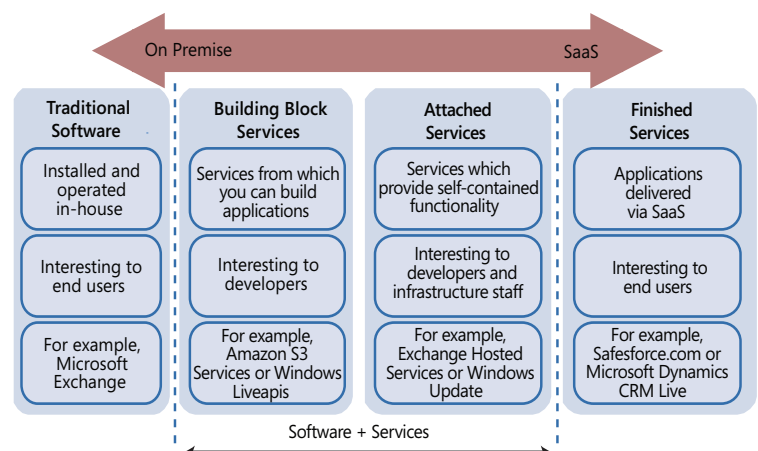 On Premise
SaaS
Traditional
Software
Installed and
operated
in-house
Interesting to
end users
For example,
Microsoft
Exchange
Building Block
Services
Services from which
you can build
applications
Interesting to
developers
For example,
Amazon S3
Services or Windows
Liveapis
Attached
Services
Services which
provide self-contained
functionality
Interesting to
developers and
infrastructure staff
For example,
Exchange Hosted
Services or Windows
Update
Finished
Services
Applications
delivered
via SaaS
Interesting to
end users
For example,
Safesforce.com or
Microsoft Dynamics
CRM Live
Software + Services